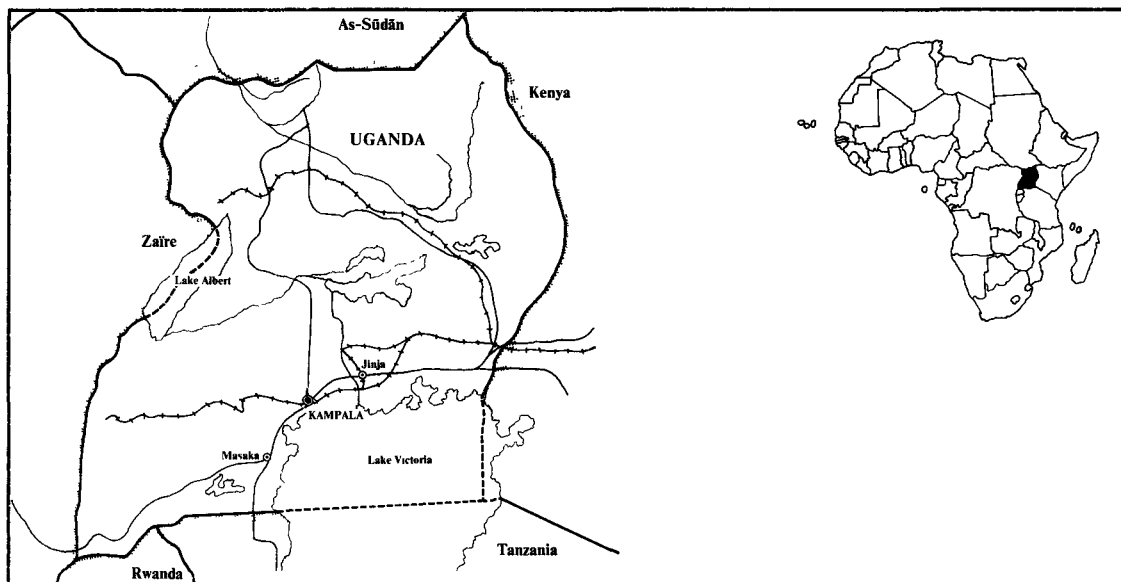 As-Sūdān
Kenya
UGANDA
Zaïre
Lake Albert
Jinja
KAMPALA
Masaka
Lake Victoria
Tanzania
Rwanda